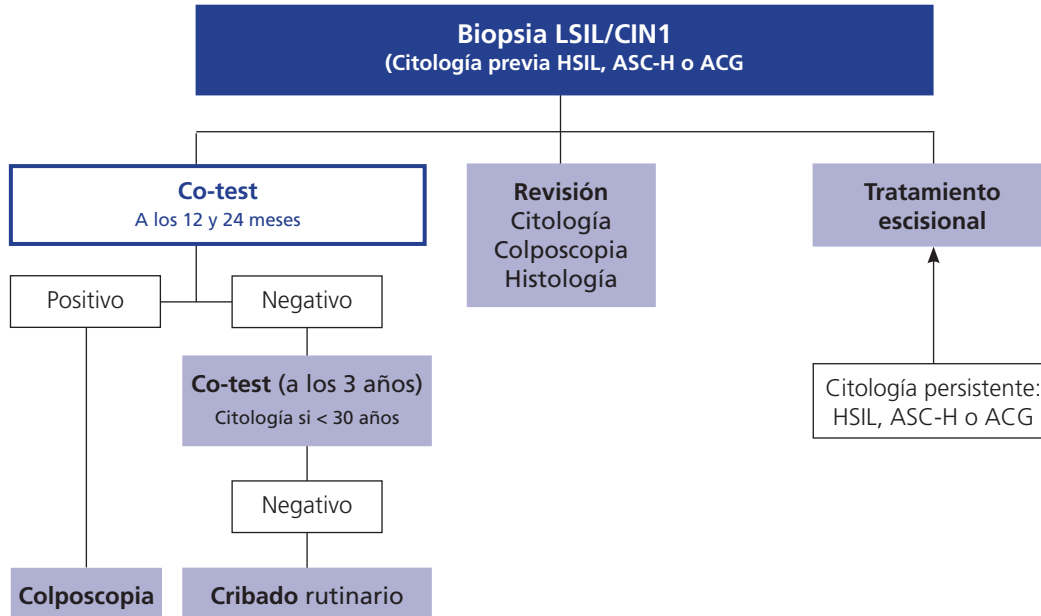 Biopsia LSIL/CIN1
(Citología previa HSIL, ASC-H o ACG
Co-test
A los 12 y 24 meses
Revisión
Citología
Colposcopia
Histología
Tratamiento
escisional
Positivo
Negativo
Co-test (a los 3 años)
Citología si < 30 años
Citología persistente:
HSIL, ASC-H o ACG
Negativo
Colposcopia
Cribado rutinario